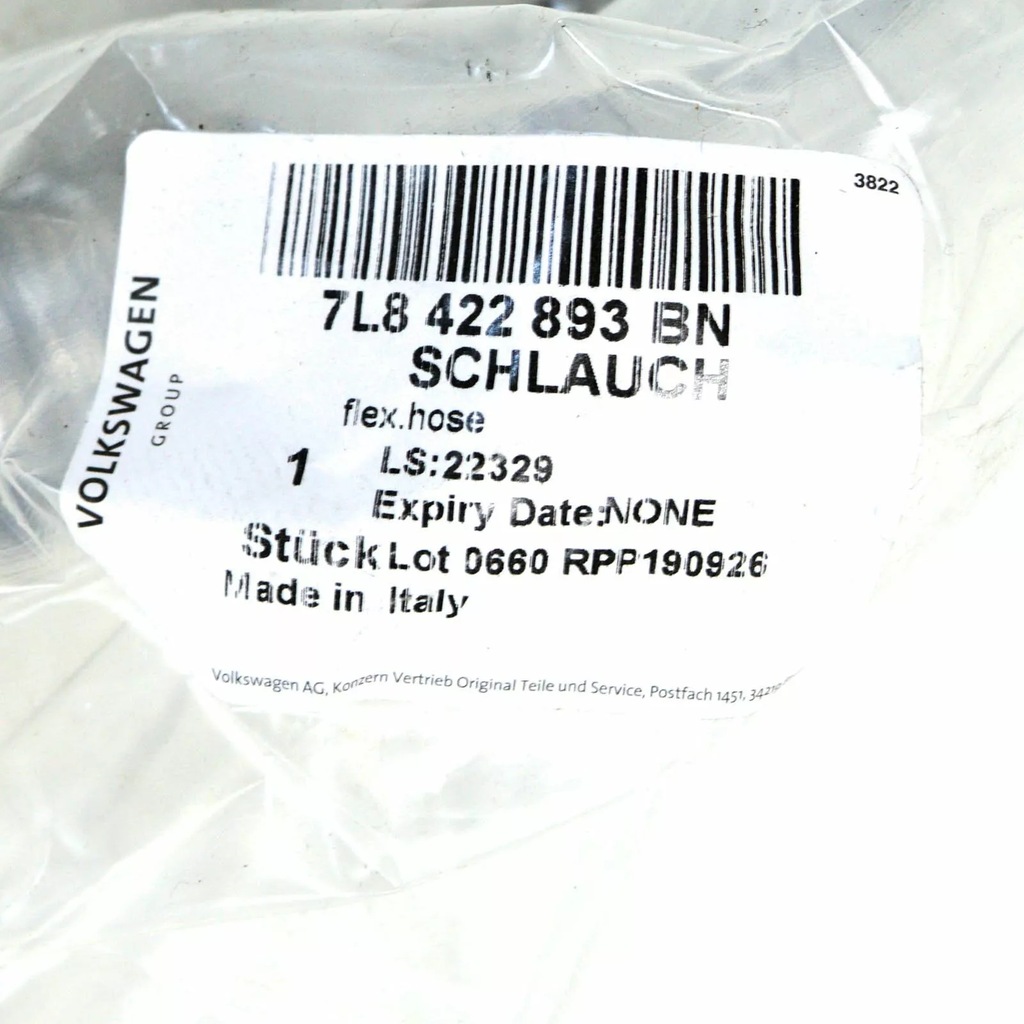 3822
7L8 422 893 BN
SCHLAUCH
flex.hose
1 LS:22329
Expiry Date:NONE
Stück Lot 0660 RPP190926
Made in Italy
VOLKSWAGEN
GROUP
Volkswagen AG, Konzern Vertrieb Original Teile und Service, Postfach 1451,